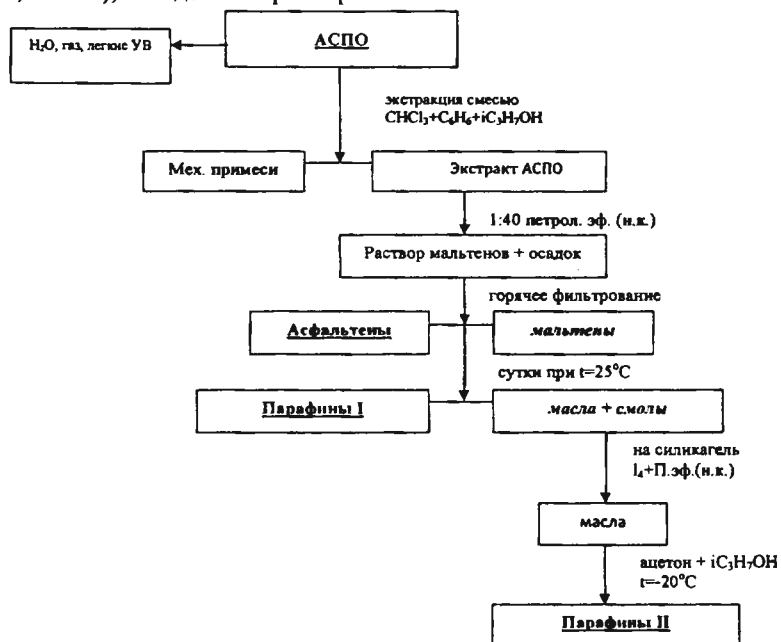 H₂O, газ, легкие УВ
АСПО
экстракция смесью
CHCl₃+C₆H₆+iC₃H₇OH
Мех. примеси
Экстракт АСПО
1:40 петрол. эф. (н.к.)
Раствор мальтенов + осадок
горячее фильтрование
Асфальтены
мальтены
сутки при t=25°C
Парафины I
масла + смолы
на силикагель
l₄+П.эф.(н.к.)
масла
ацетон + iC₃H₇OH
t=-20°C
Парафины II